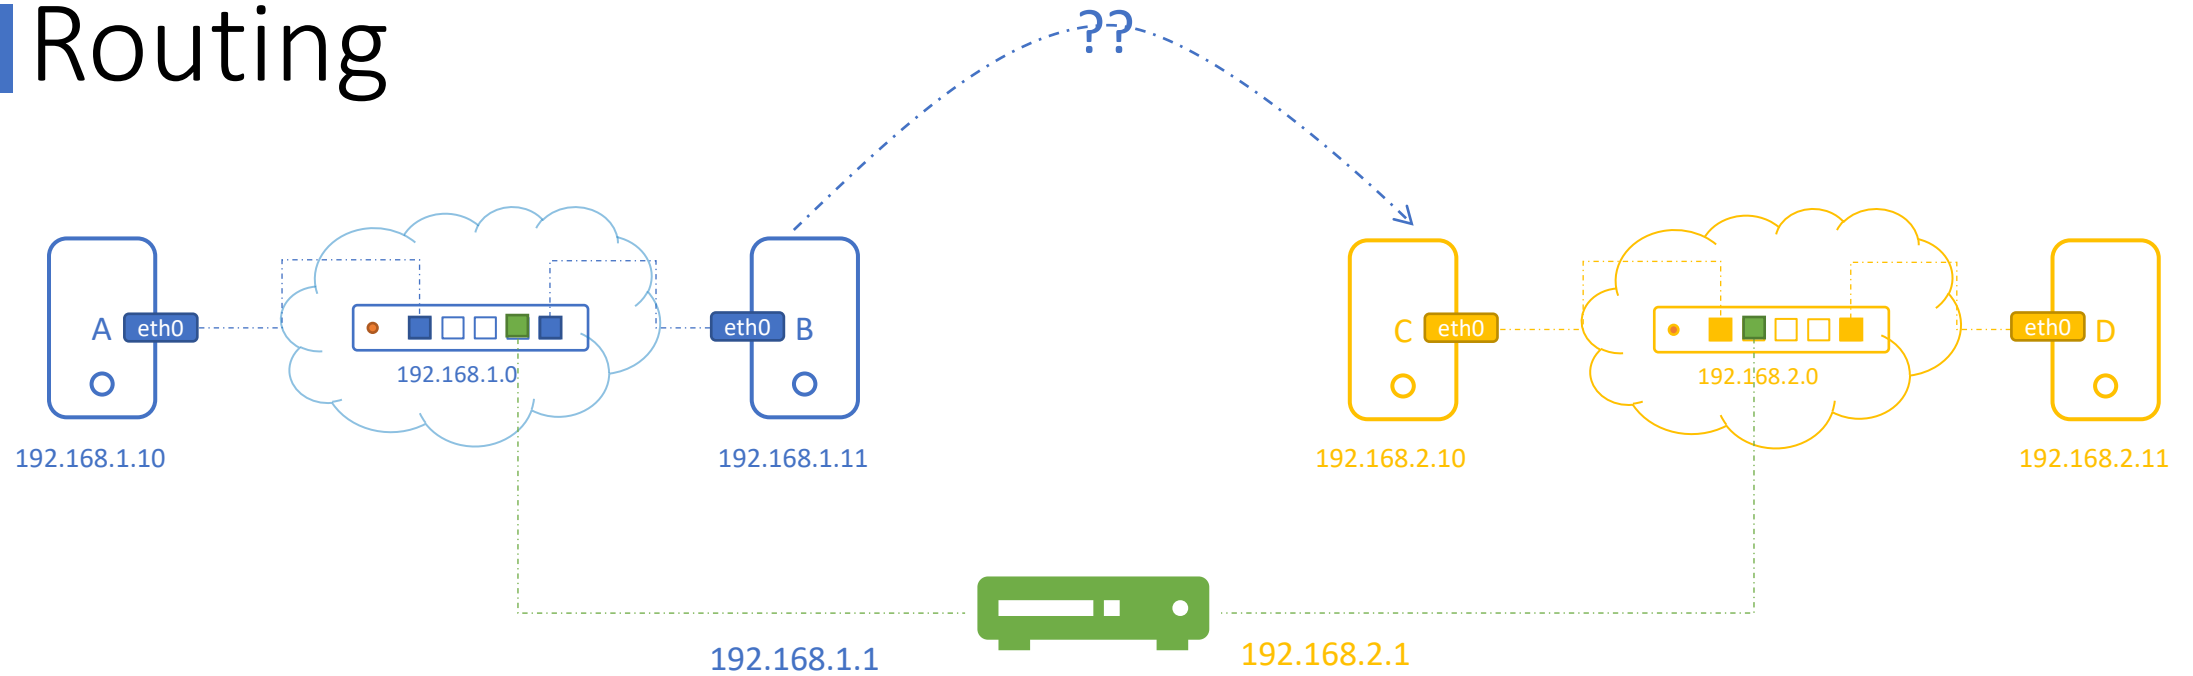 Routing
??
A
eth0
192.168.1.0
eth0
B
C
eth0
192.168.2.0
eth0
D
192.168.1.10
192.168.1.11
192.168.2.10
192.168.2.11
192.168.1.1
192.168.2.1